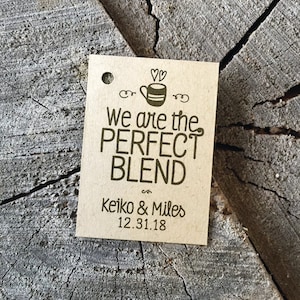 We are the
PERFECT
BLEND
Keiko & Miles
12.31.18